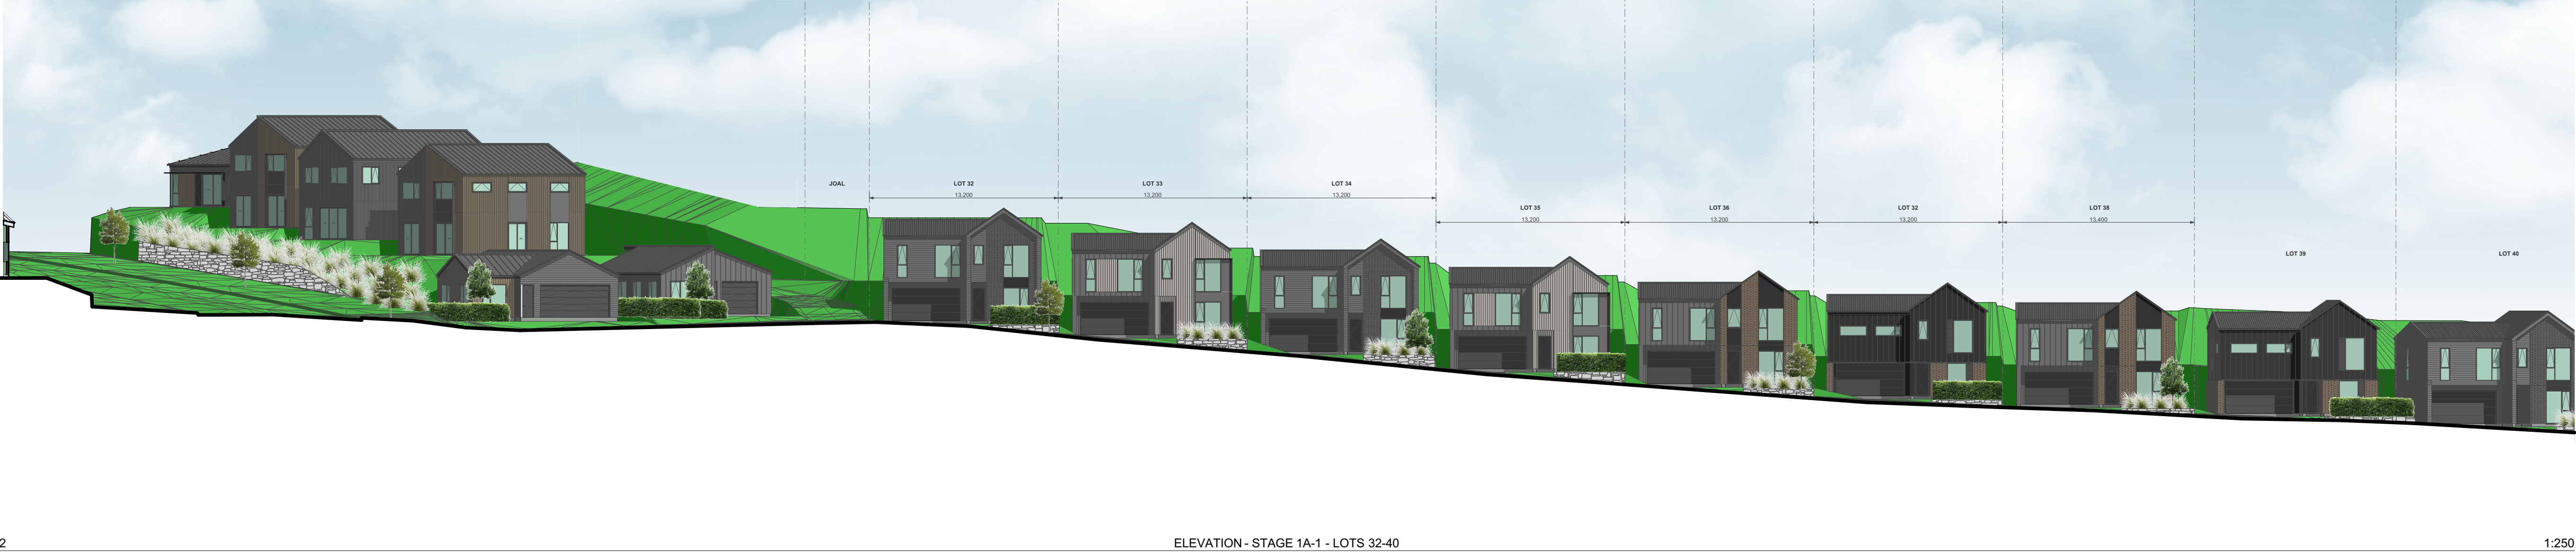 JOAL
LOT 32
13,200
LOT 33
13,200
LOT 34
13,200
LOT 35
13,200
LOT 36
13,200
LOT 32
13,200
LOT 38
13,400
LOT 39
LOT 40
2
ELEVATION - STAGE 1A-1 - LOTS 32-40
1:250